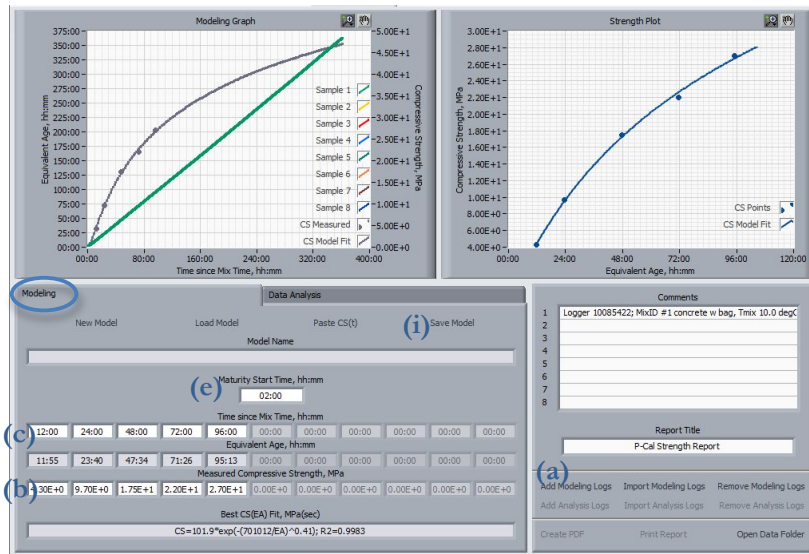 Modeling Graph
Equivalent Age, hh:mm
375:00
350:00
325:00
300:00
275:00
250:00
225:00
200:00
175:00
150:00
125:00
100:00
75:00
50:00
25:00
00:00
5.00E+1
4.50E+1
4.00E+1
3.50E+1
3.00E+1
2.50E+1
2.00E+1
1.50E+1
1.00E+1
5.00E+0
0.00E+0
Compressive Strength, MPa
Sample 1
Sample 2
Sample 3
Sample 4
Sample 5
Sample 6
Sample 7
Sample 8
CS Measured
CS Model Fit
00:00 80:00 160:00 240:00 320:00 400:00
Time since Mix Time, hh:mm
Strength Plot
Compressive Strength, MPa
3.00E+1
2.80E+1
2.60E+1
2.40E+1
2.20E+1
2.00E+1
1.80E+1
1.60E+1
1.40E+1
1.20E+1
1.00E+1
8.00E+0
6.00E+0
4.00E+0
CS Points
CS Model Fit
00:00 24:00 48:00 72:00 96:00 120:00
Equivalent Age, hh:mm
Modeling Data Analysis
New Model Load Model Paste CS(t) (i) Save Model
Model Name
(e) Maturity Start Time, hh:mm
02:00
Time since Mix Time, hh:mm
(c) 12:00 24:00 48:00 72:00 96:00 00:00 00:00 00:00 00:00 00:00 00:00 00:00
Equivalent Age, hh:mm
11:55 23:40 47:34 71:26 95:13 00:00 00:00 00:00 00:00 00:00 00:00 00:00
Measured Compressive Strength, MPa
(b) .30E+0 9.70E+0 1.75E+1 2.20E+1 2.70E+1 0.00E+0 0.00E+0 0.00E+0 0.00E+0 0.00E+0 0.00E+0 0.00E+0
Best CS(EA) Fit, MPa(sec)
CS=101.9*exp(-(701012/EA)^0.41); R2=0.9983
Comments
1 Logger 10085422; MixID #1 concrete w bag, Tmix 10.0 degC
2
3
4
5
6
7
8
Report Title
P-Cal Strength Report
(a)
Add Modeling Logs Import Modeling Logs Remove Modeling Logs
Add Analysis Logs Import Analysis Logs Remove Analysis Logs
Create PDF Print Report Open Data Folder